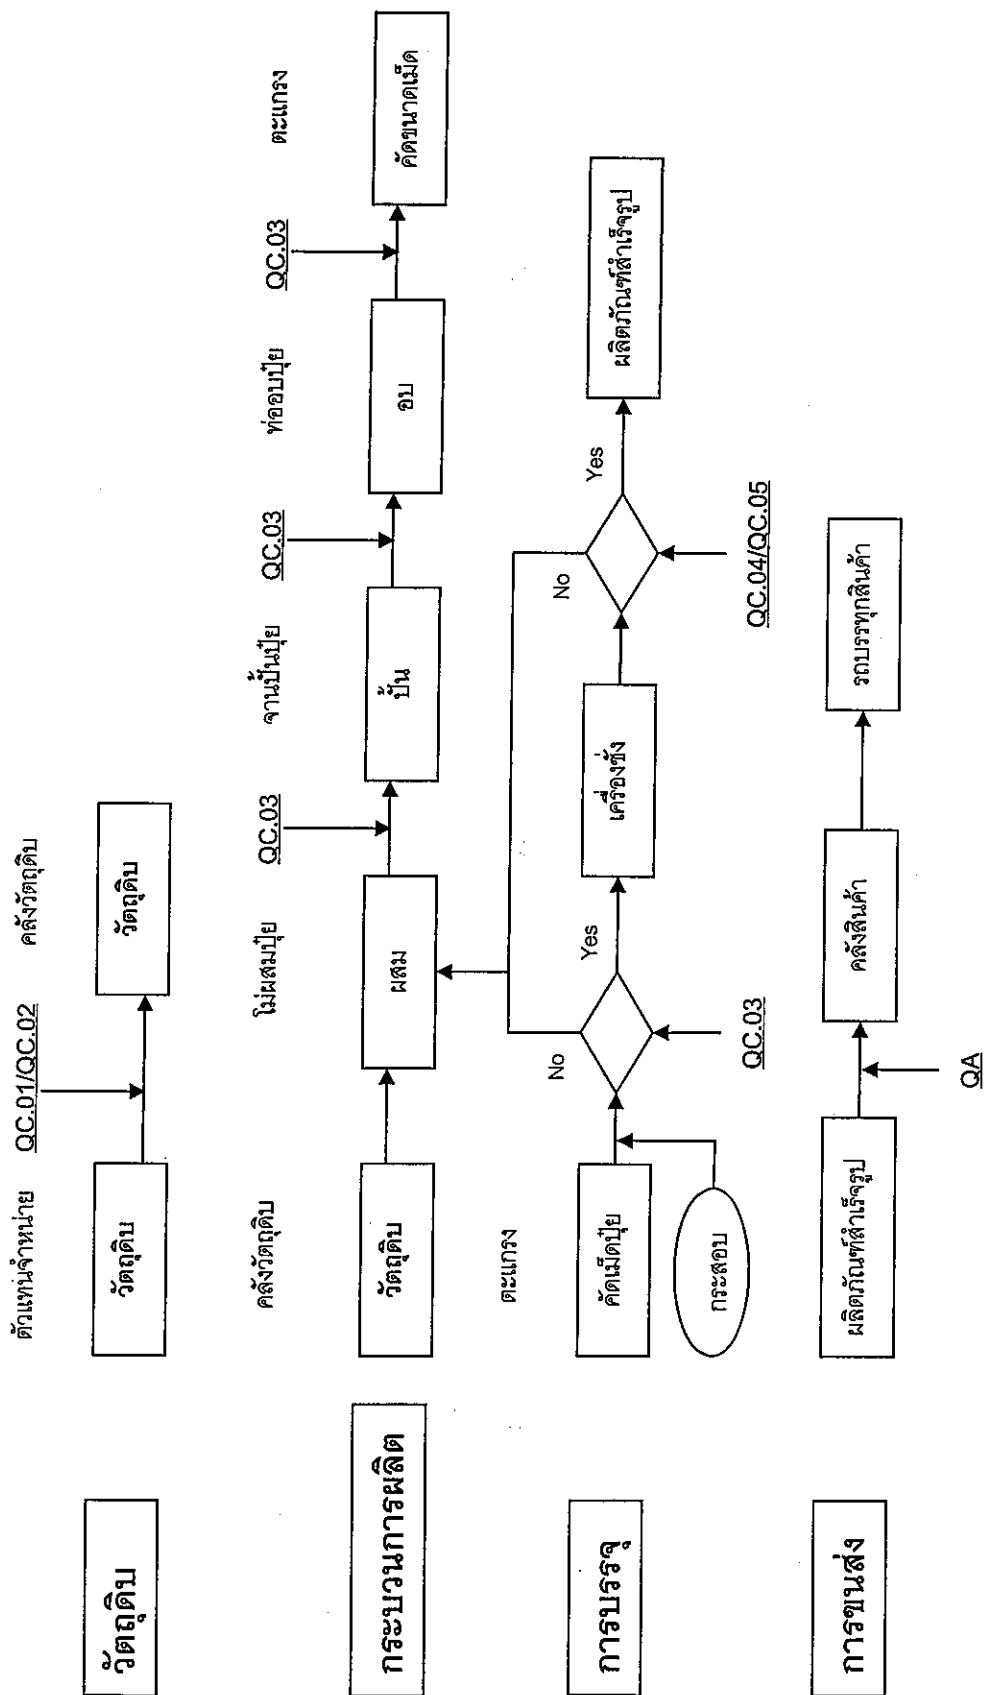 วัตถุดิบ
ตัวแทนจำหน่าย
วัตถุดิบ
QC.01/QC.02
คลังวัตถุดิบ
วัตถุดิบ
กระบวนการผลิต
คลังวัตถุดิบ
วัตถุดิบ
โม่ผสมปุ๋ย
ผสม
QC.03
จานปั้นปุ๋ย
ปั้น
QC.03
ท่ออบปุ๋ย
อบ
QC.03
ตะแกรง
คัดขนาดเม็ด
การบรรจุ
ตะแกรง
คัดเม็ดปุ๋ย
กระสอบ
No
Yes
QC.03
เครื่องชั่ง
No
Yes
QC.04/QC.05
ผลิตภัณฑ์สำเร็จรูป
การขนส่ง
ผลิตภัณฑ์สำเร็จรูป
QA
คลังสินค้า
รถบรรทุกสินค้า